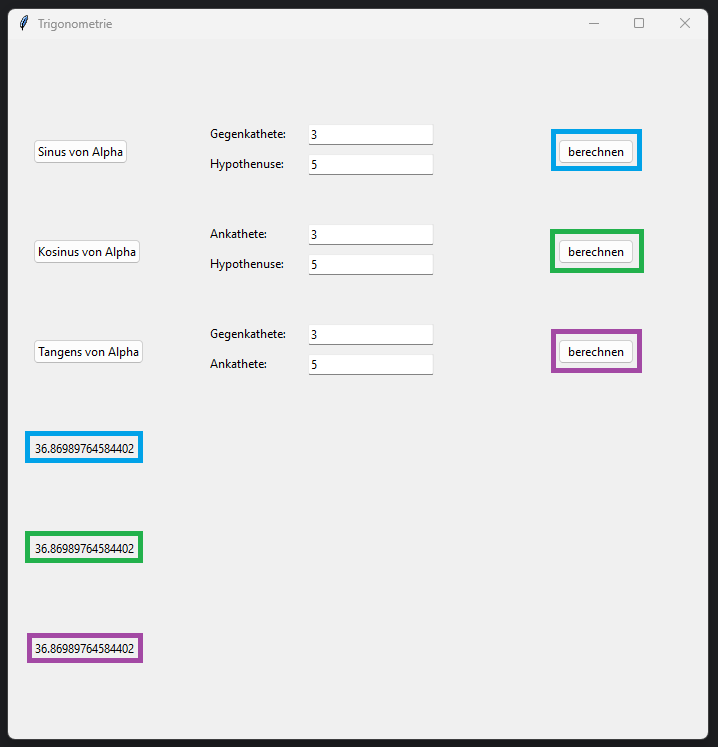 Trigonometrie
Gegenkathete: 3
Sinus von Alpha
berechnen
Hypothenuse: 5
Ankathete: 3
Kosinus von Alpha
berechnen
Hypothenuse: 5
Gegenkathete: 3
Tangens von Alpha
berechnen
Ankathete: 5
36.86989764584402
36.86989764584402
36.86989764584402